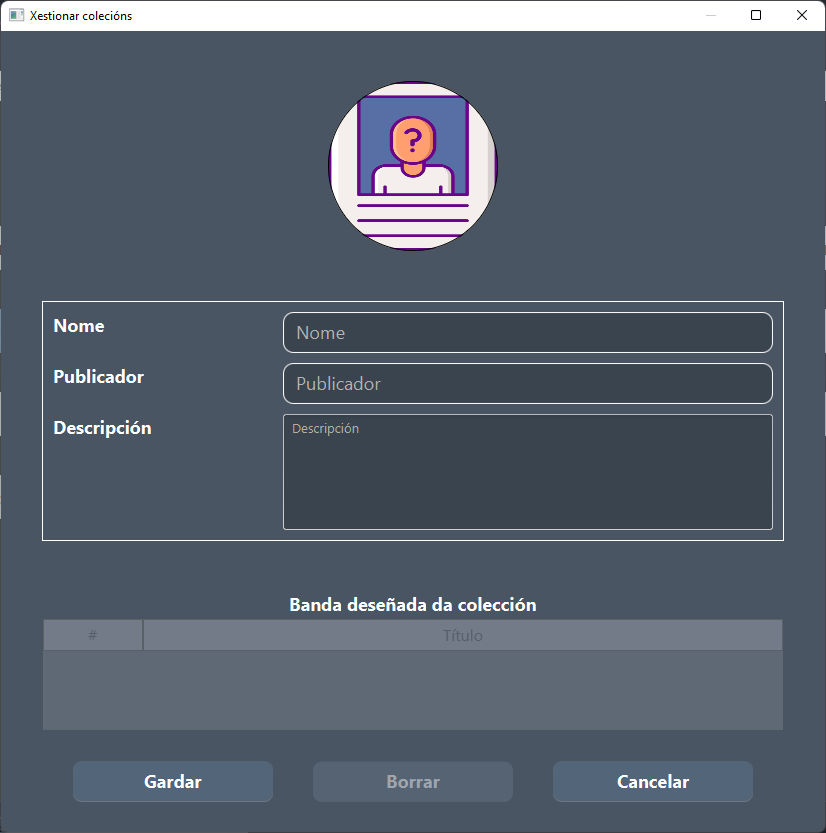 Xestionar colecións
?
Nome
Nome
Publicador
Publicador
Descripción
Descripción
Banda deseñada da colección
# Título
Gardar Borrar Cancelar